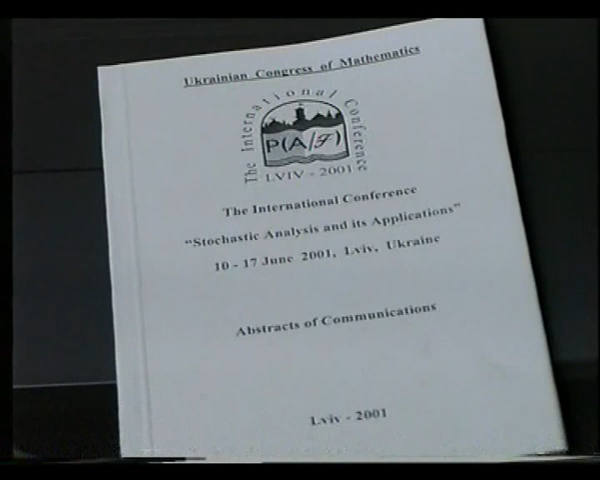 Ukrainian Congress of Mathematics
The International Conference
P(A/ℱ)
LVIV - 2001
The International Conference
“Stochastic Analysis and its Applications”
10 - 17 June 2001, Lviv, Ukraine
Abstracts of Communications
Lviv - 2001